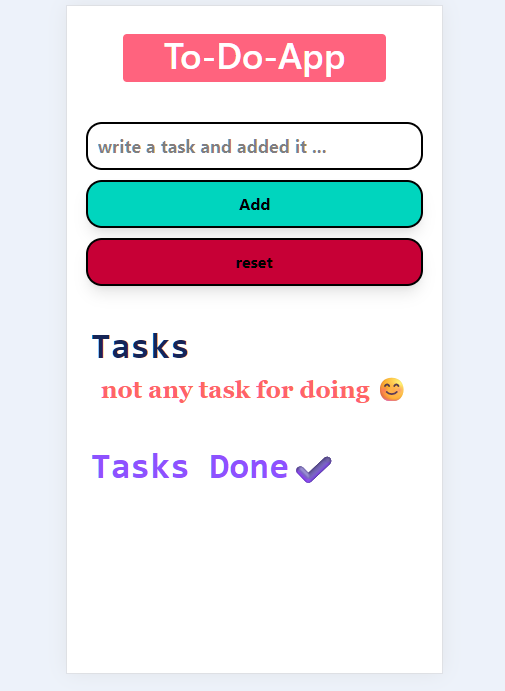 To-Do-App
write a task and added it ...
Add
reset
Tasks
not any task for doing 😊
Tasks Done ✔